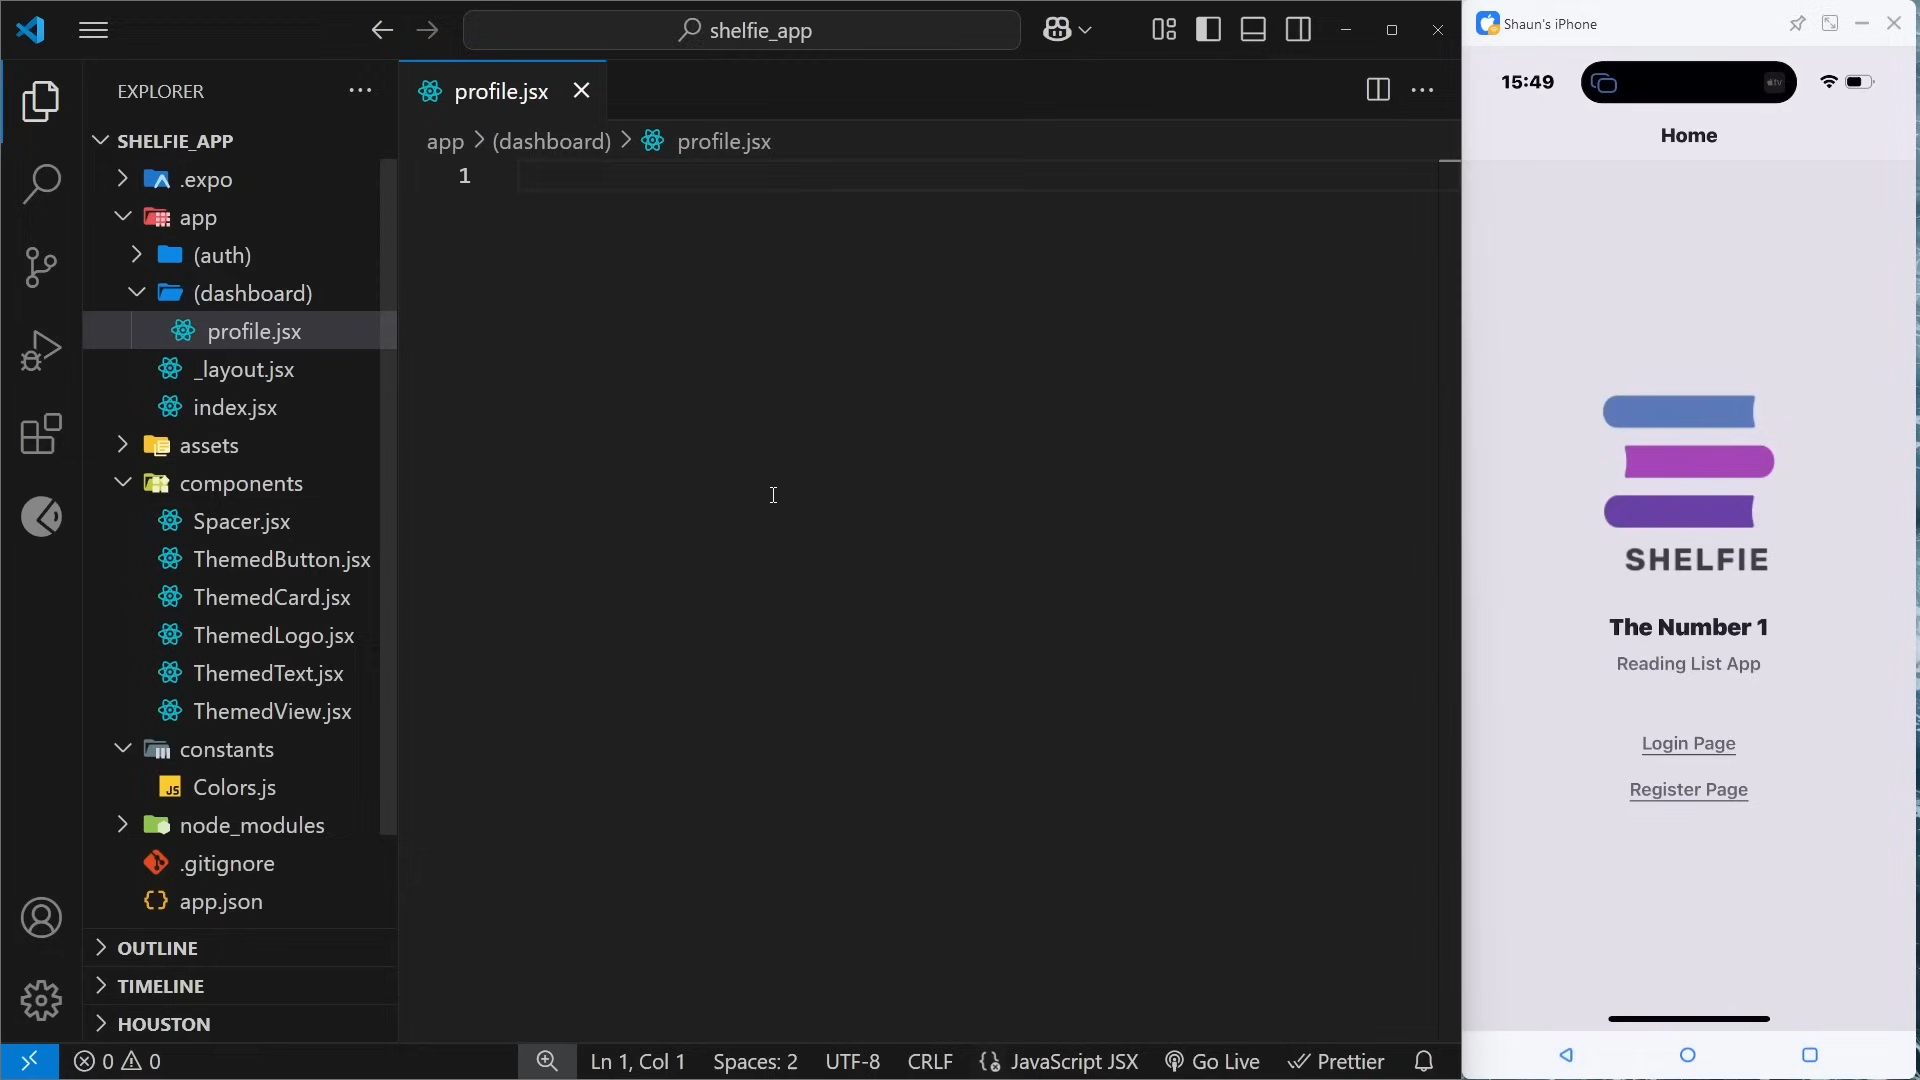 shelfie_app
EXPLORER
SHELFIE_APP
.expo
app
(auth)
(dashboard)
profile.jsx
_layout.jsx
index.jsx
assets
components
Spacer.jsx
ThemedButton.jsx
ThemedCard.jsx
ThemedLogo.jsx
ThemedText.jsx
ThemedView.jsx
constants
JS Colors.js
node_modules
.gitignore
{} app.json
OUTLINE
TIMELINE
HOUSTON
profile.jsx
app > (dashboard) > profile.jsx
1
0 0
Ln 1, Col 1 Spaces: 2 UTF-8 CRLF JavaScript JSX Go Live Prettier
Shaun's iPhone
15:49
Home
SHELFIE
The Number 1
Reading List App
Login Page
Register Page